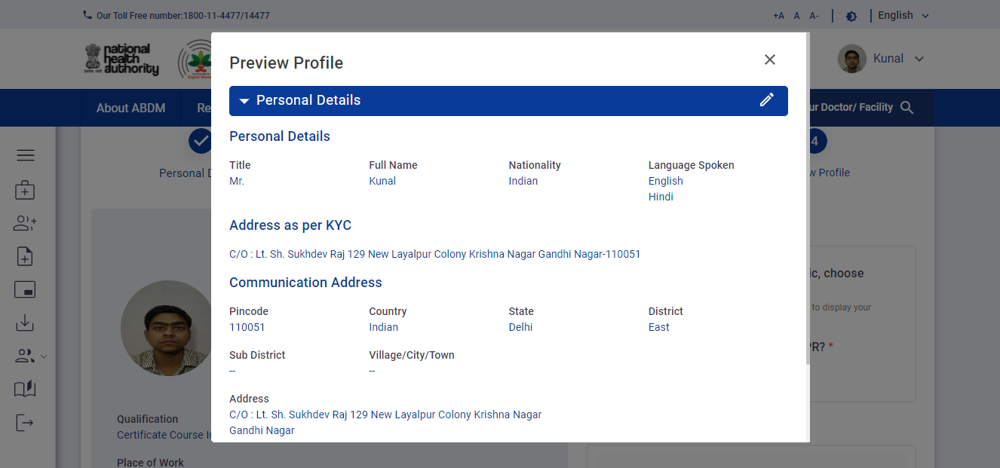 Our Toll Free number:1800-11-4477/14477
+A A A- English
national
health
authority
Kunal
About ABDM
Re
ur Doctor/ Facility
Preview Profile
Personal Details
Personal Details
Title Full Name Nationality Language Spoken
Mr. Kunal Indian English
Hindi
Address as per KYC
C/O : Lt. Sh. Sukhdev Raj 129 New Layalpur Colony Krishna Nagar Gandhi Nagar-110051
Communication Address
Pincode Country State District
110051 Indian Delhi East
Sub District Village/City/Town
-- --
Address
C/O : Lt. Sh. Sukhdev Raj 129 New Layalpur Colony Krishna Nagar
Gandhi Nagar
Personal D
4
w Profile
ic, choose
to display your
PR? *
Qualification
Certificate Course I
Place of Work